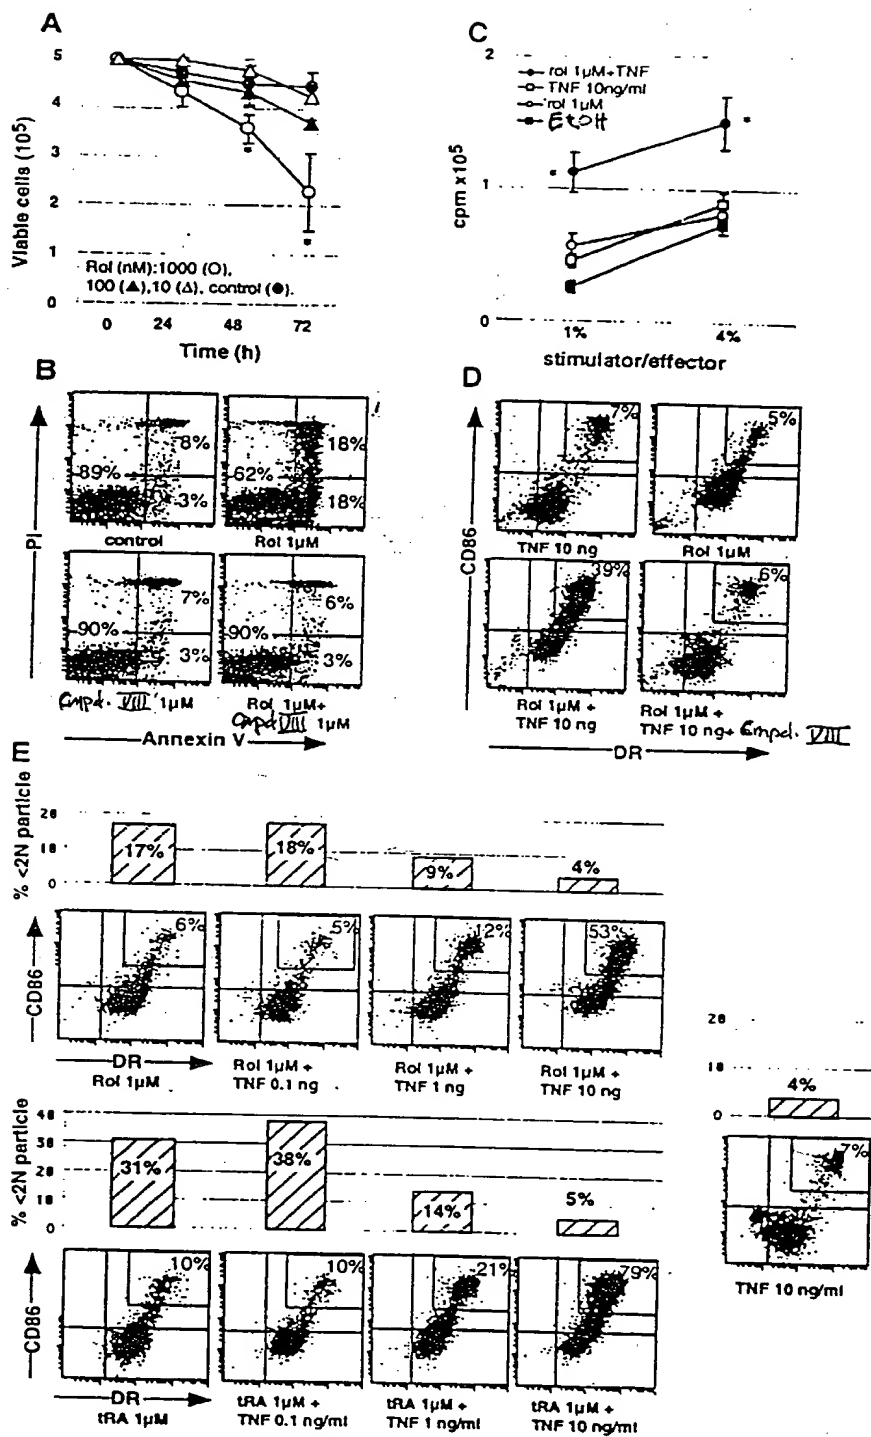 A
5
4
3
2
1
0
Viable cells (10⁵)
Rol (nM):1000 (O),
100 (▲),10 (△), control (●).
0 24 48 72
Time (h)
*
*
C
2
1
0
cpm x10⁵
rol 1µM+TNF
TNF 10ng/ml
rol 1µM
EtOH
*
*
1% 4%
stimulator/effector
B
PI
89% 8%
3%
control
62% 18%
18%
Rol 1µM
90% 7%
3%
Cmpd. VIII 1µM
90% 6%
3%
Rol 1µM+
Cmpd VIII 1µM
Annexin V
D
CD86
7%
TNF 10 ng
5%
Rol 1µM
39%
Rol 1µM +
TNF 10 ng
6%
Rol 1µM +
TNF 10 ng+ Cmpd. VIII
DR
E
% <2N particle
20
10
0
17% 18% 9% 4%
CD86
6% 5% 12% 53%
DR
Rol 1µM
Rol 1µM +
TNF 0.1 ng
Rol 1µM +
TNF 1 ng
Rol 1µM +
TNF 10 ng
% <2N particle
40
30
20
10
0
31% 38% 14% 5%
CD86
10% 10% 21% 79%
DR
tRA 1µM
tRA 1µM +
TNF 0.1 ng/ml
tRA 1µM +
TNF 1 ng/ml
tRA 1µM +
TNF 10 ng/ml
20
10
0
4%
7%
TNF 10 ng/ml